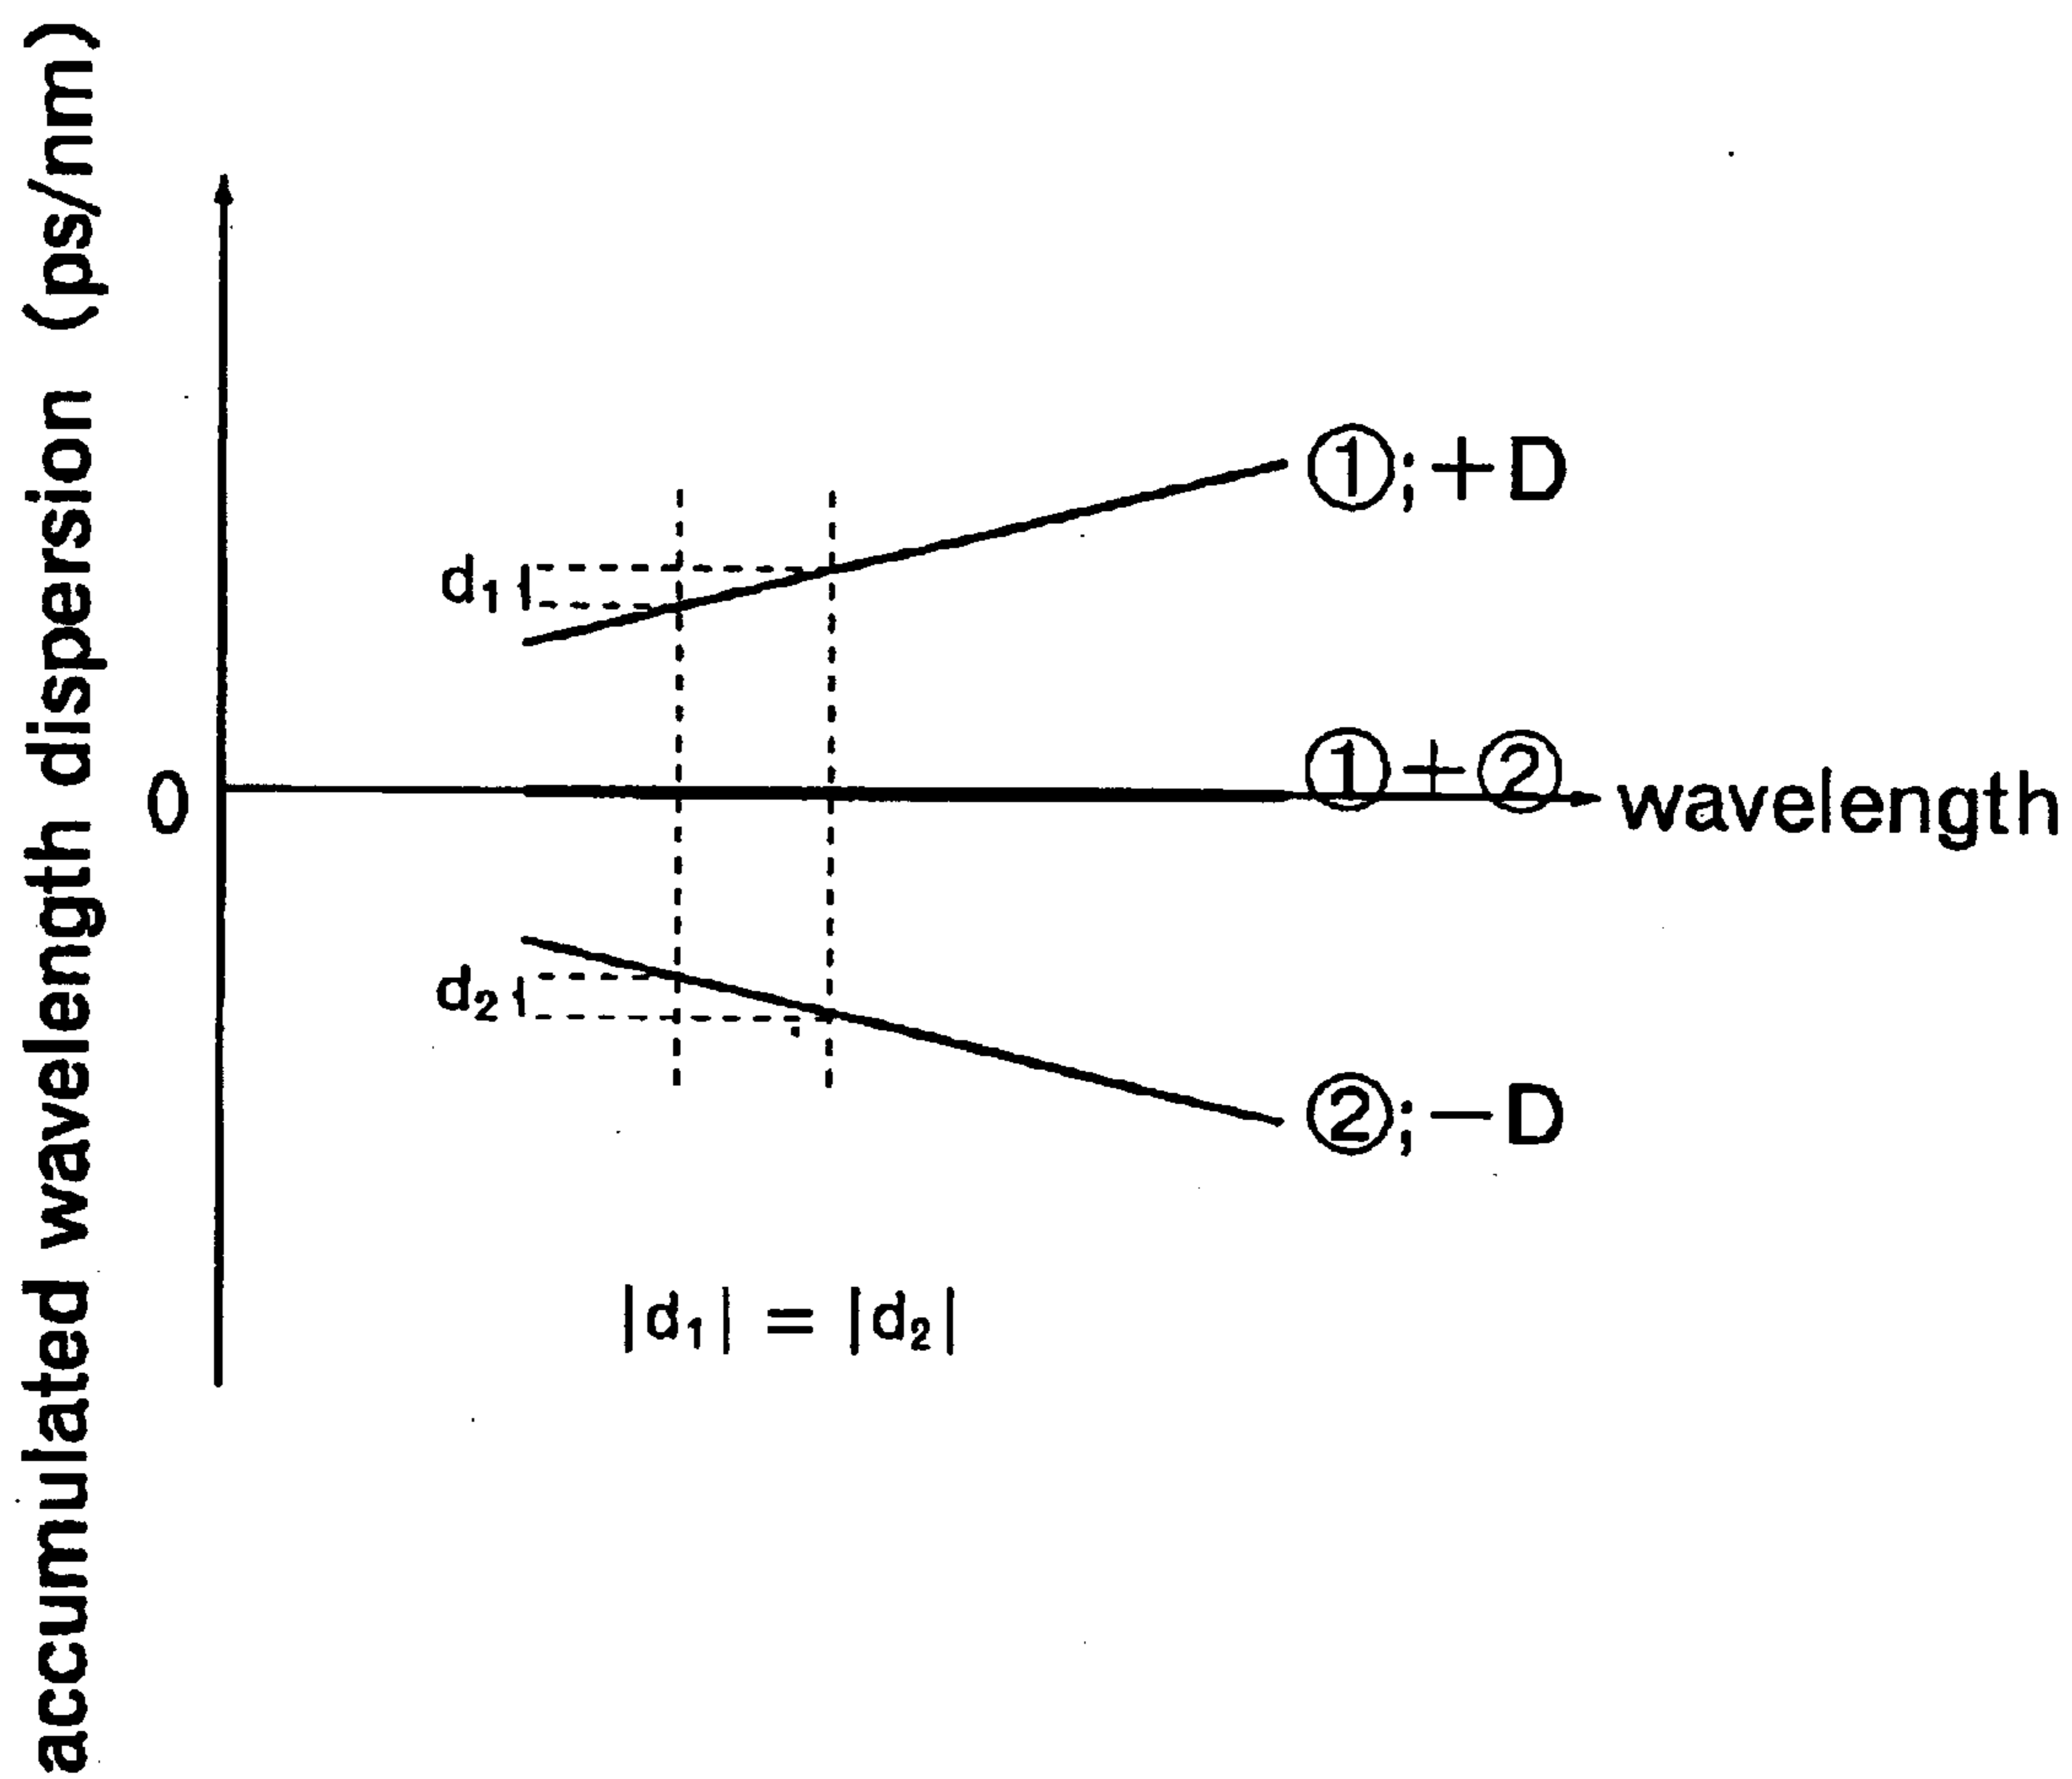 accumulated wavelength dispersion (ps/nm)
①;+D
d₁
①+②
0
wavelength
d₂
②;−D
|d₁| = |d₂|